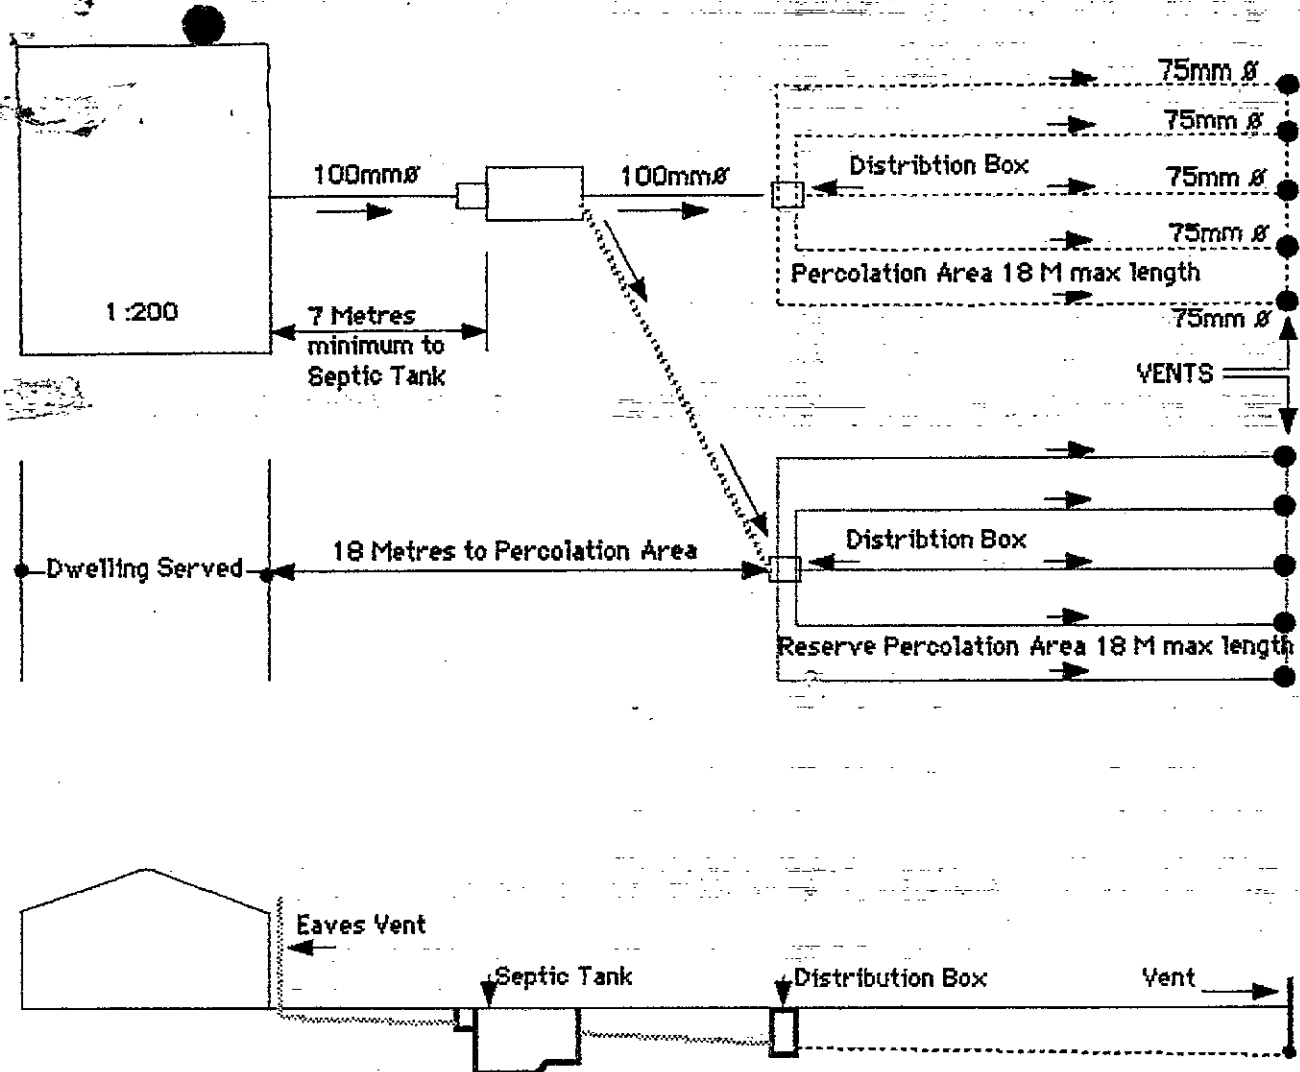 75mm ø
75mm ø
100mmø
100mmø
Distribtion Box
75mm ø
75mm ø
Percolation Area 18 M max length
1 :200
7 Metres
minimum to
Septic Tank
75mm ø
VENTS
Dwelling Served
18 Metres to Percolation Area
Distribtion Box
Reserve Percolation Area 18 M max length
Eaves Vent
Septic Tank
Distribution Box
Vent